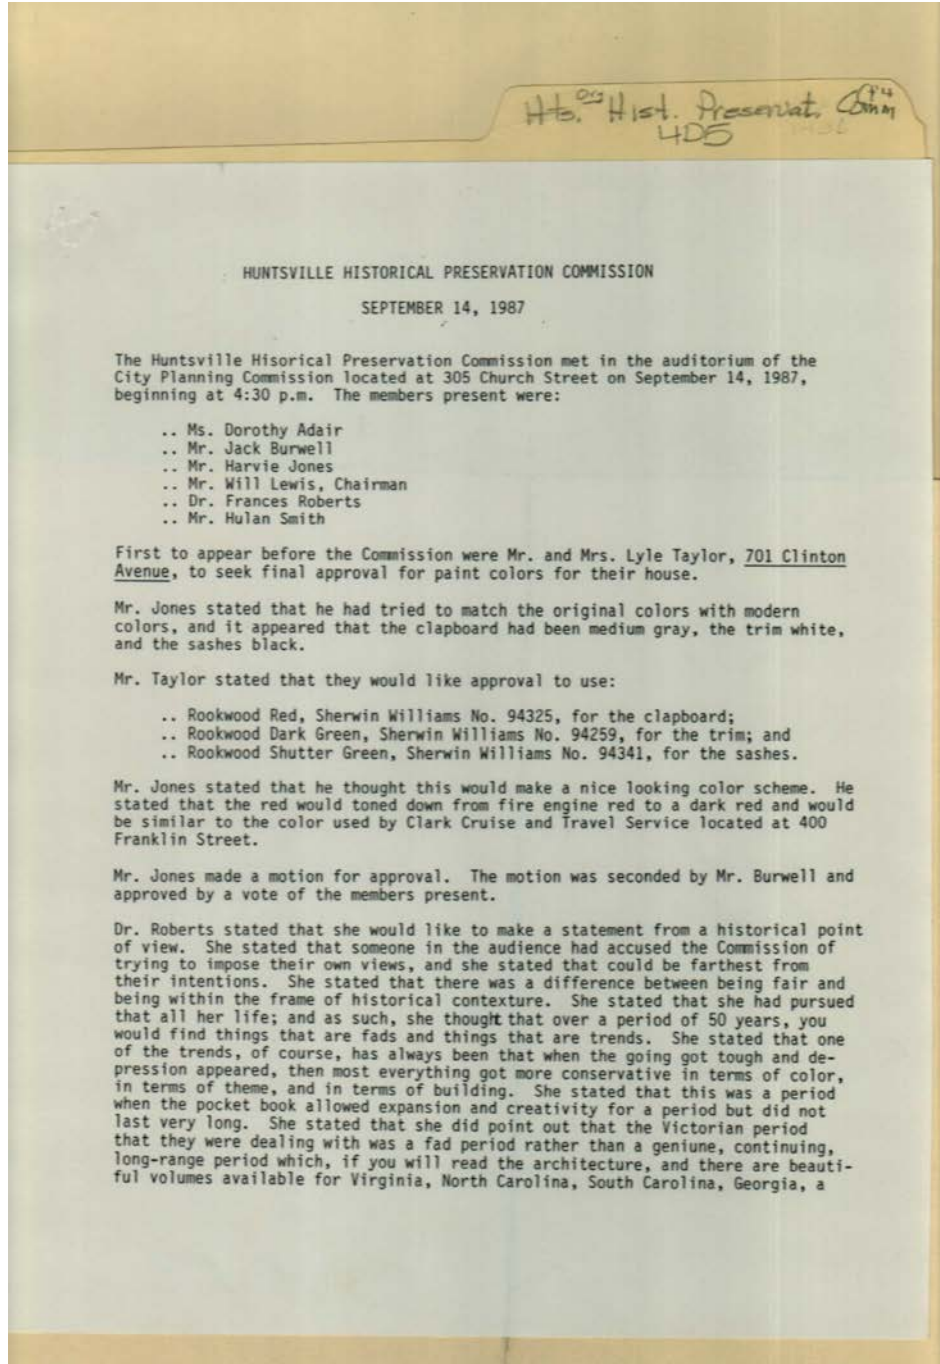 Hts. Org Hist. Preservat. Comm
4D5
HUNTSVILLE HISTORICAL PRESERVATION COMMISSION
SEPTEMBER 14, 1987
The Huntsville Hisorical Preservation Commission met in the auditorium of the
City Planning Commission located at 305 Church Street on September 14, 1987,
beginning at 4:30 p.m. The members present were:
.. Ms. Dorothy Adair
.. Mr. Jack Burwell
.. Mr. Harvie Jones
.. Mr. Will Lewis, Chairman
.. Dr. Frances Roberts
.. Mr. Hulan Smith
First to appear before the Commission were Mr. and Mrs. Lyle Taylor, 701 Clinton
Avenue, to seek final approval for paint colors for their house.
Mr. Jones stated that he had tried to match the original colors with modern
colors, and it appeared that the clapboard had been medium gray, the trim white,
and the sashes black.
Mr. Taylor stated that they would like approval to use:
.. Rookwood Red, Sherwin Williams No. 94325, for the clapboard;
.. Rookwood Dark Green, Sherwin Williams No. 94259, for the trim; and
.. Rookwood Shutter Green, Sherwin Williams No. 94341, for the sashes.
Mr. Jones stated that he thought this would make a nice looking color scheme. He
stated that the red would toned down from fire engine red to a dark red and would
be similar to the color used by Clark Cruise and Travel Service located at 400
Franklin Street.
Mr. Jones made a motion for approval. The motion was seconded by Mr. Burwell and
approved by a vote of the members present.
Dr. Roberts stated that she would like to make a statement from a historical point
of view. She stated that someone in the audience had accused the Commission of
trying to impose their own views, and she stated that could be farthest from
their intentions. She stated that there was a difference between being fair and
being within the frame of historical contexture. She stated that she had pursued
that all her life; and as such, she thought that over a period of 50 years, you
would find things that are fads and things that are trends. She stated that one
of the trends, of course, has always been that when the going got tough and de-
pression appeared, then most everything got more conservative in terms of color,
in terms of theme, and in terms of building. She stated that this was a period
when the pocket book allowed expansion and creativity for a period but did not
last very long. She stated that she did point out that the Victorian period
that they were dealing with was a fad period rather than a geniune, continuing,
long-range period which, if you will read the architecture, and there are beauti-
ful volumes available for Virginia, North Carolina, South Carolina, Georgia, a